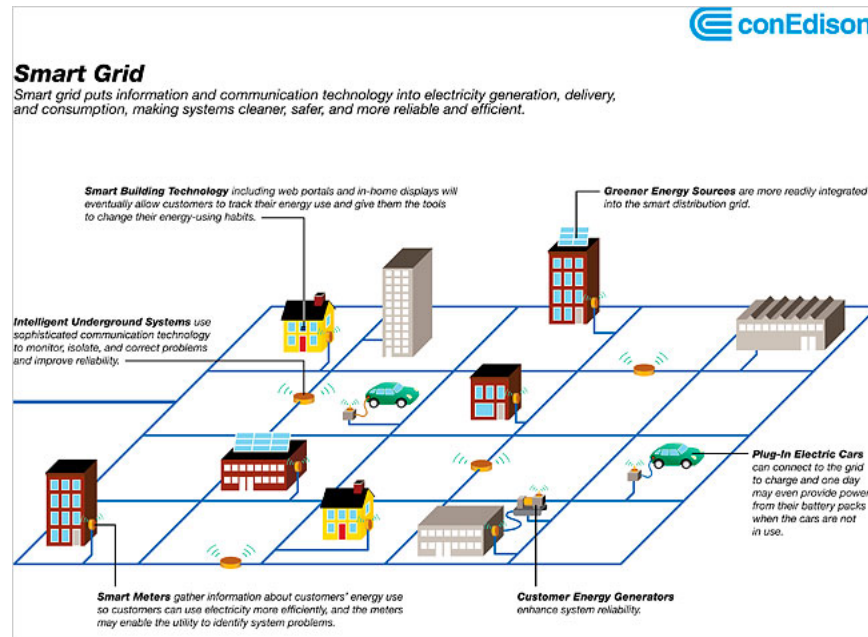 conEdison
Smart Grid
Smart grid puts information and communication technology into electricity generation, delivery,
and consumption, making systems cleaner, safer, and more reliable and efficient.
Smart Building Technology including web portals and in-home displays will
eventually allow customers to track their energy use and give them the tools
to change their energy-using habits.
Greener Energy Sources are more readily integrated
into the smart distribution grid.
Intelligent Underground Systems use
sophisticated communication technology
to monitor, isolate, and correct problems
and improve reliability.
Plug-In Electric Cars
can connect to the grid
to charge and one day
may even provide power
from their battery packs
when the cars are not
in use.
Smart Meters gather information about customers' energy use
so customers can use electricity more efficiently, and the meters
may enable the utility to identify system problems.
Customer Energy Generators
enhance system reliability.